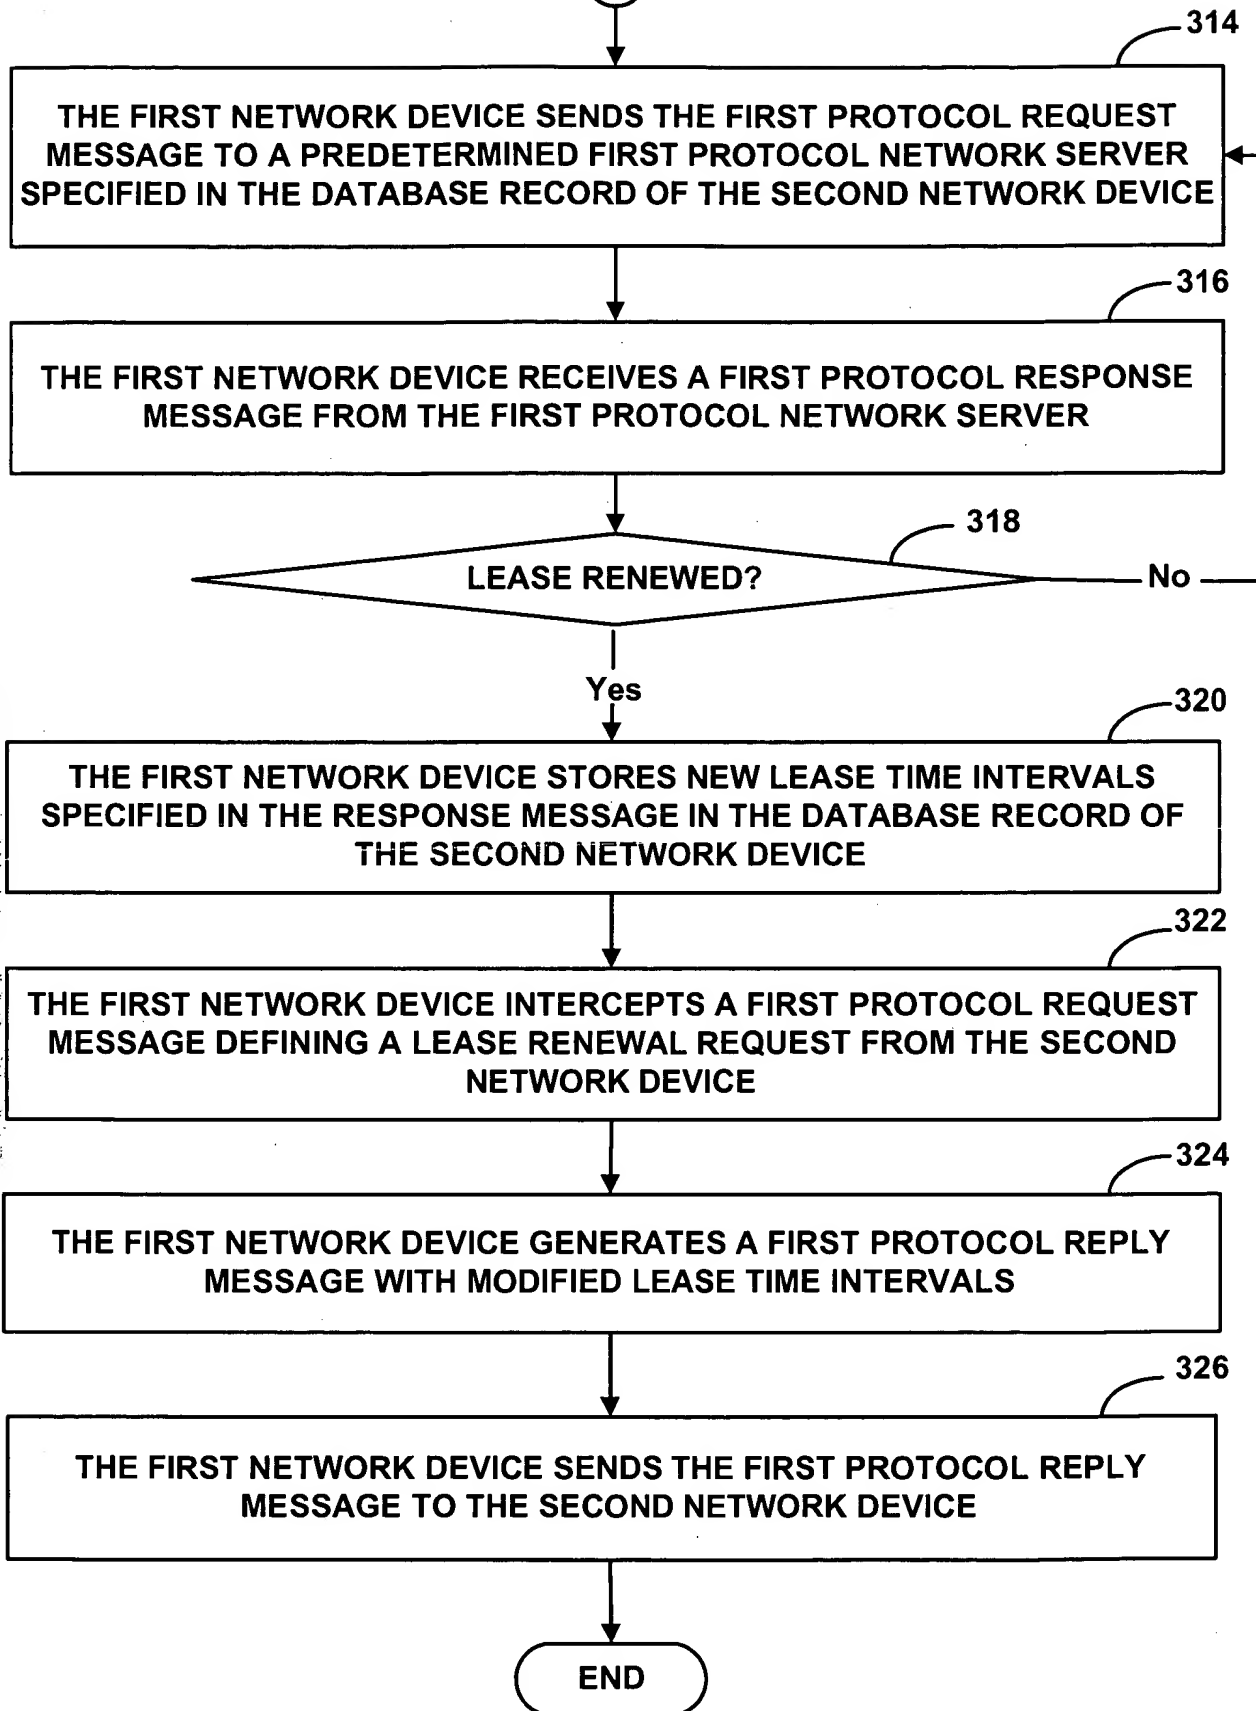 314
THE FIRST NETWORK DEVICE SENDS THE FIRST PROTOCOL REQUEST
MESSAGE TO A PREDETERMINED FIRST PROTOCOL NETWORK SERVER
SPECIFIED IN THE DATABASE RECORD OF THE SECOND NETWORK DEVICE
316
THE FIRST NETWORK DEVICE RECEIVES A FIRST PROTOCOL RESPONSE
MESSAGE FROM THE FIRST PROTOCOL NETWORK SERVER
318
LEASE RENEWED?
No
Yes
320
THE FIRST NETWORK DEVICE STORES NEW LEASE TIME INTERVALS
SPECIFIED IN THE RESPONSE MESSAGE IN THE DATABASE RECORD OF
THE SECOND NETWORK DEVICE
322
THE FIRST NETWORK DEVICE INTERCEPTS A FIRST PROTOCOL REQUEST
MESSAGE DEFINING A LEASE RENEWAL REQUEST FROM THE SECOND
NETWORK DEVICE
324
THE FIRST NETWORK DEVICE GENERATES A FIRST PROTOCOL REPLY
MESSAGE WITH MODIFIED LEASE TIME INTERVALS
326
THE FIRST NETWORK DEVICE SENDS THE FIRST PROTOCOL REPLY
MESSAGE TO THE SECOND NETWORK DEVICE
END